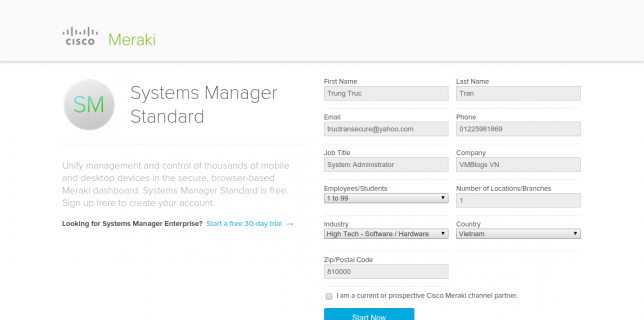 CISCO Meraki
SM
Systems Manager
Standard
Unify management and control of thousands of mobile
and desktop devices in the secure, browser-based
Meraki dashboard. Systems Manager Standard is free.
Sign up here to create your account.
Looking for Systems Manager Enterprise? Start a free 30-day trial →
First Name Last Name
Trung Truc Tran
Email Phone
tructransecure@yahoo.com 01225981869
Job Title Company
System Administrator VMBlogs VN
Employees/Students Number of Locations/Branches
1 to 99 1
Industry Country
High Tech - Software / Hardware Vietnam
Zip/Postal Code
810000
I am a current or prospective Cisco Meraki channel partner.
Start Now